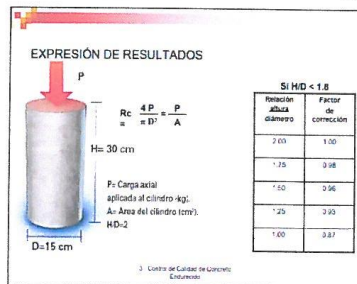 EXPRESIÓN DE RESULTADOS
P
Rc = 4 P / π D² = P / A
H= 30 cm
P= Carga axial
aplicada al cilindro (kg).
A= Área del cilindro (cm²).
H/D=2
D=15 cm
Si H/D < 1.8
Relación altura diámetro
Factor de corrección
2.00 1.00
1.75 0.98
1.50 0.96
1.25 0.93
1.00 0.87
3 Control de Calidad de Concreto
Endurecido